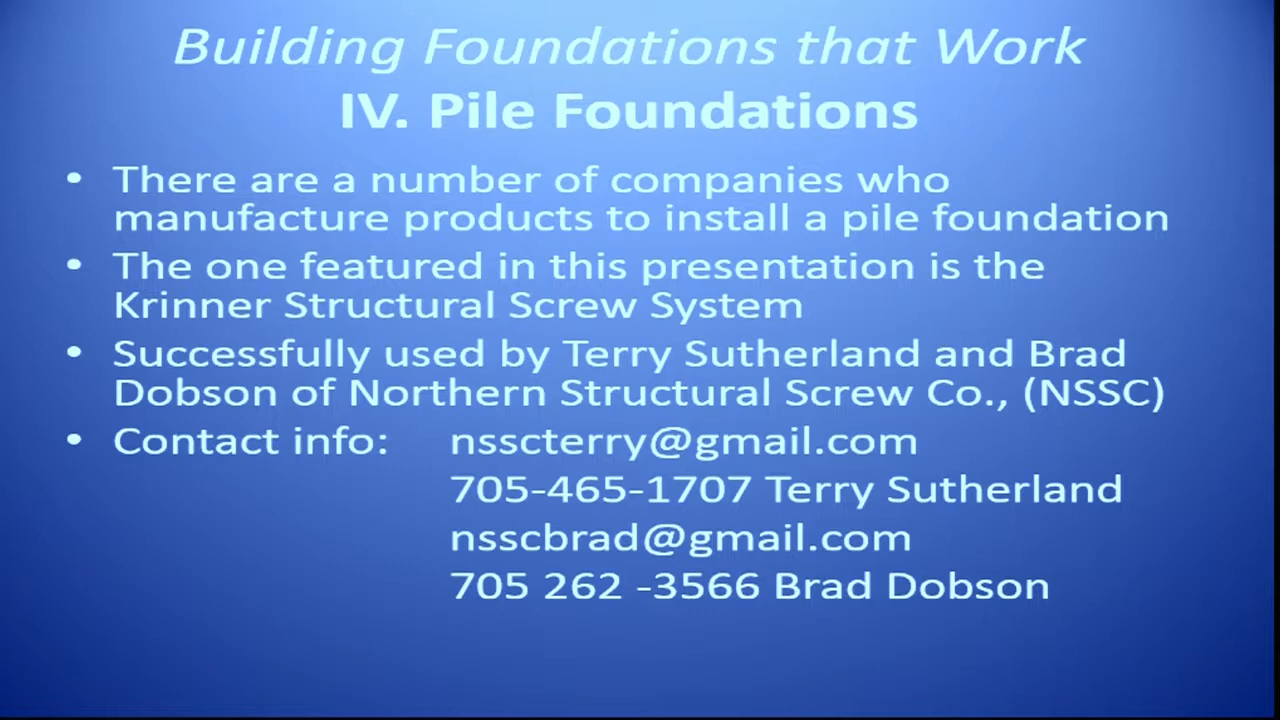 Building Foundations that Work
IV. Pile Foundations
• There are a number of companies who
manufacture products to install a pile foundation
• The one featured in this presentation is the
Krinner Structural Screw System
• Successfully used by Terry Sutherland and Brad
Dobson of Northern Structural Screw Co., (NSSC)
• Contact info: nsscterry@gmail.com
705-465-1707 Terry Sutherland
nsscbrad@gmail.com
705 262 -3566 Brad Dobson